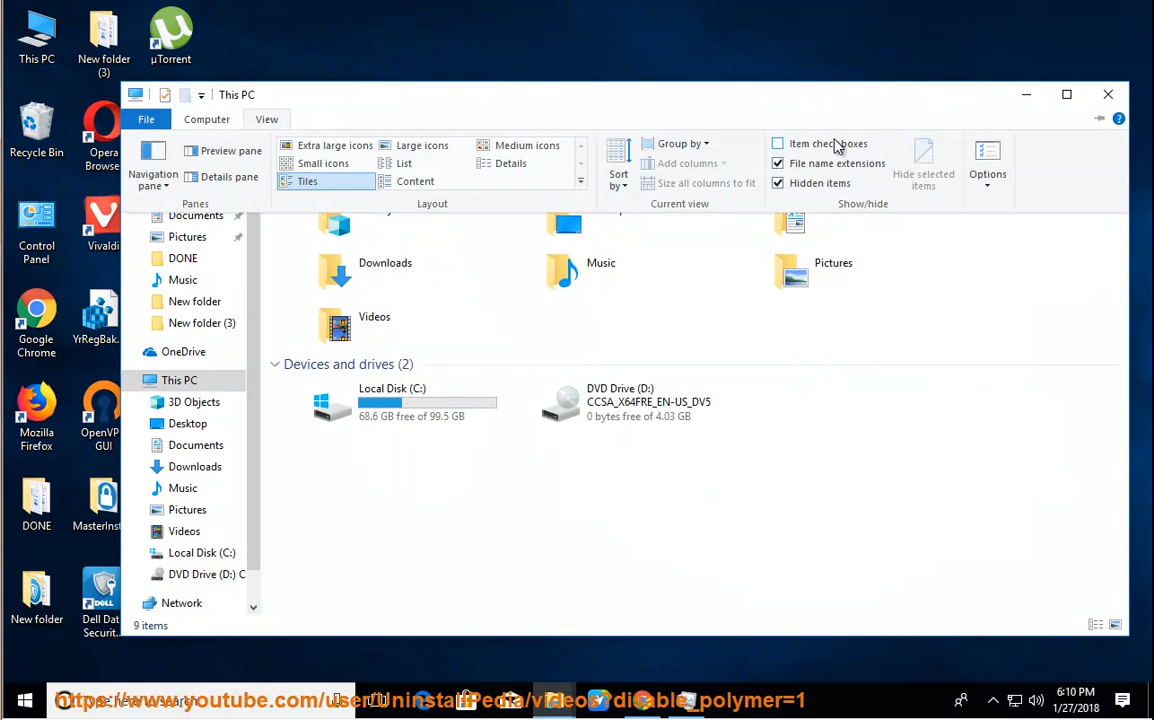 This PC
New folder (3)
µTorrent
Recycle Bin
Opera Browse
Control Panel
Vivaldi
Google Chrome
YrRegBak.
Mozilla Firefox
OpenVP GUI
DONE
MasterInst
New folder
Dell Dat Securit...
This PC
File
Computer
View
Navigation pane
Preview pane
Details pane
Panes
Extra large icons
Large icons
Medium icons
Small icons
List
Details
Tiles
Content
Layout
Sort by
Group by
Add columns
Size all columns to fit
Current view
Item check boxes
File name extensions
Hidden items
Hide selected items
Show/hide
Options
Documents
Pictures
DONE
Music
New folder
New folder (3)
OneDrive
This PC
3D Objects
Desktop
Documents
Downloads
Music
Pictures
Videos
Local Disk (C:)
DVD Drive (D:) C
Network
Downloads
Music
Pictures
Videos
Devices and drives (2)
Local Disk (C:)
68.6 GB free of 99.5 GB
DVD Drive (D:)
CCSA_X64FRE_EN-US_DV5
0 bytes free of 4.03 GB
9 items
Type here to search
https://www.youtube.com/user/UninstallPedia/videos?disable_polymer=1
6:10 PM
1/27/2018